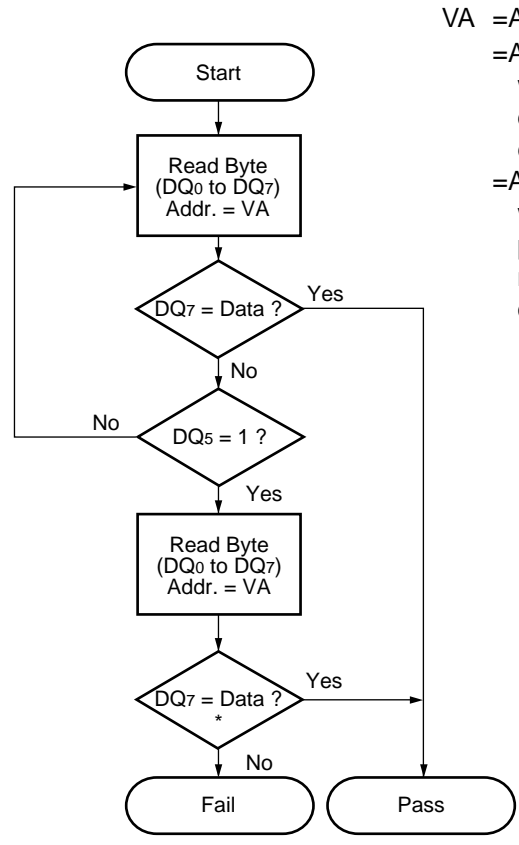 VA =A
=A
=A
Start
Read Byte
(DQ0 to DQ7)
Addr. = VA
DQ7 = Data ?
Yes
No
DQ5 = 1 ?
No
Yes
Read Byte
(DQ0 to DQ7)
Addr. = VA
DQ7 = Data ?
*
Yes
No
Fail
Pass